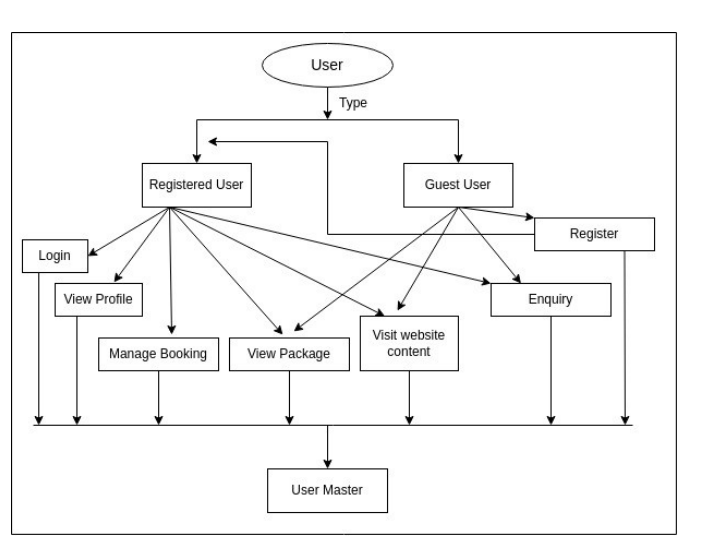 User
Type
Registered User
Guest User
Register
Login
View Profile
Enquiry
Manage Booking
View Package
Visit website
content
User Master